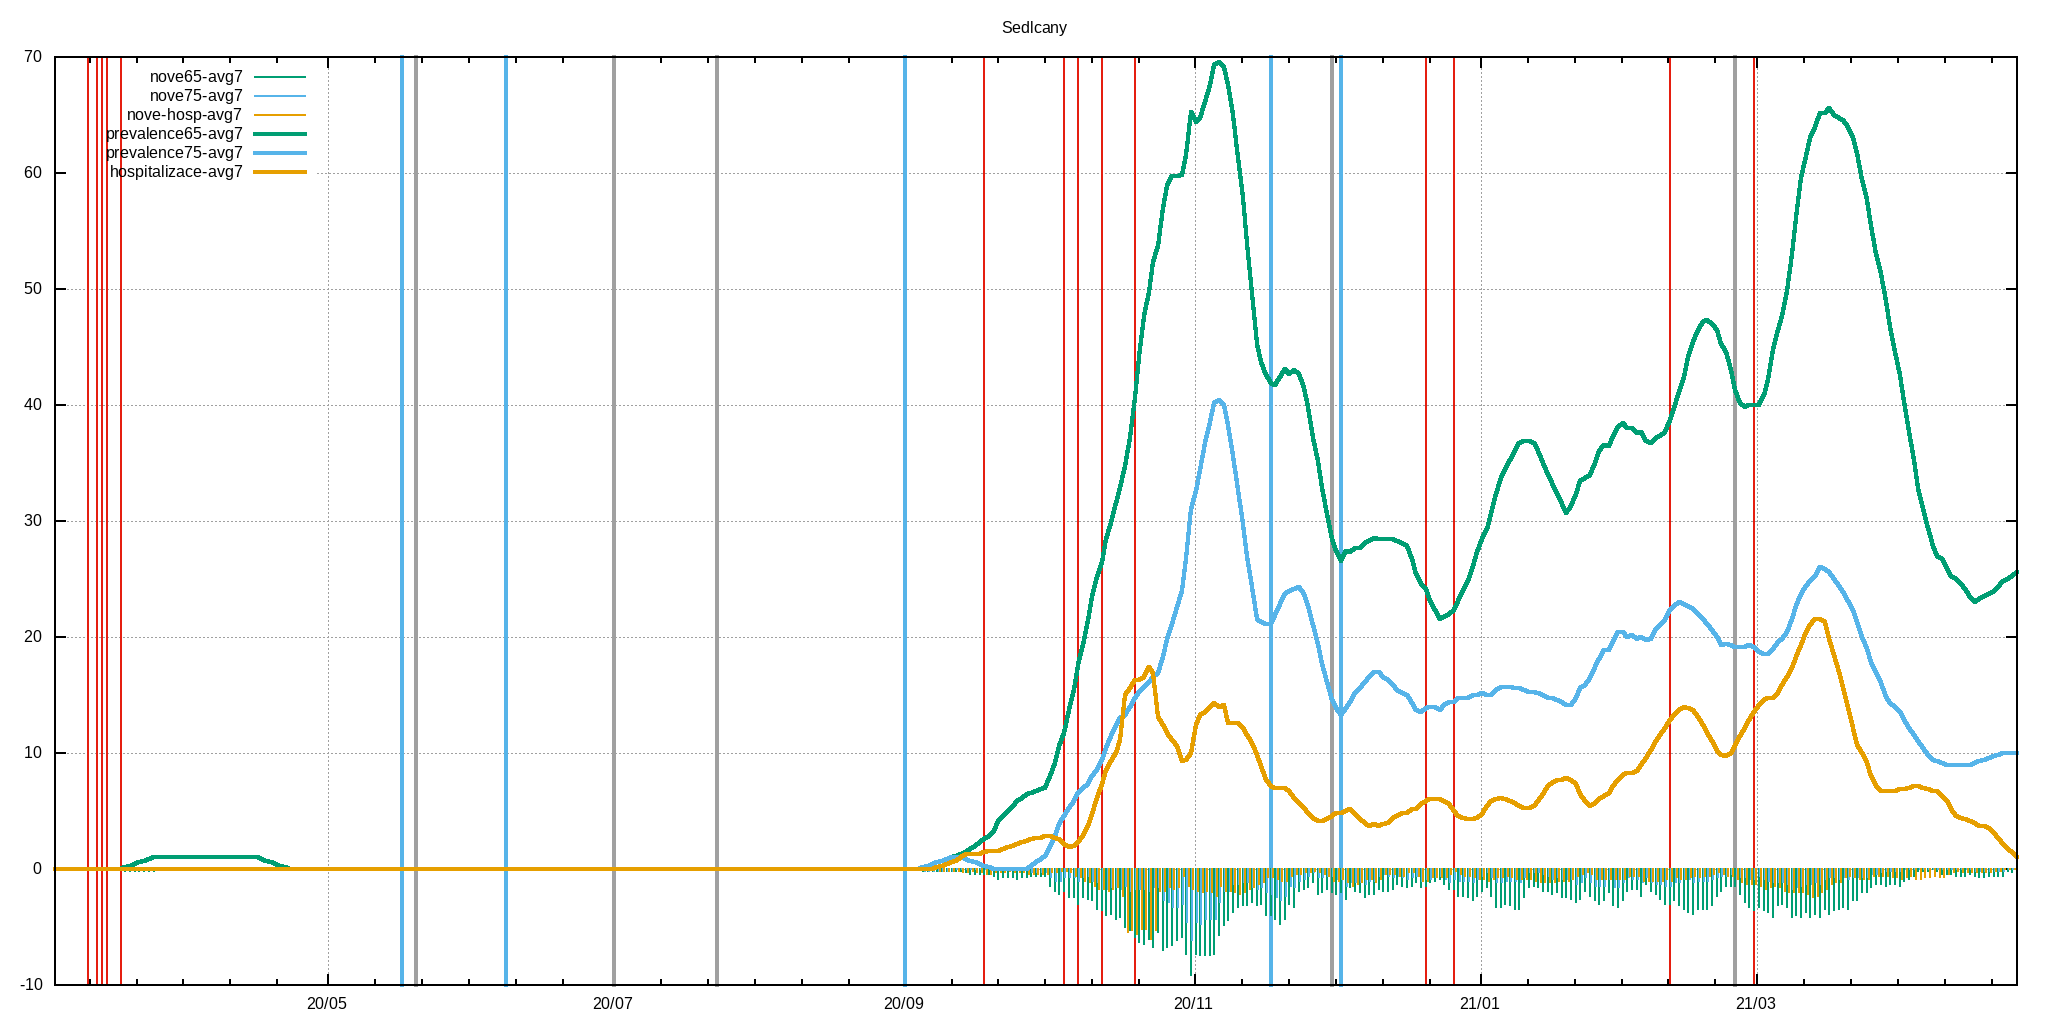 Sedlcany
70
60
50
40
30
20
10
0
-10
nove65-avg7
nove75-avg7
nove-hosp-avg7
prevalence65-avg7
prevalence75-avg7
hospitalizace-avg7
20/05
20/07
20/09
20/11
21/01
21/03